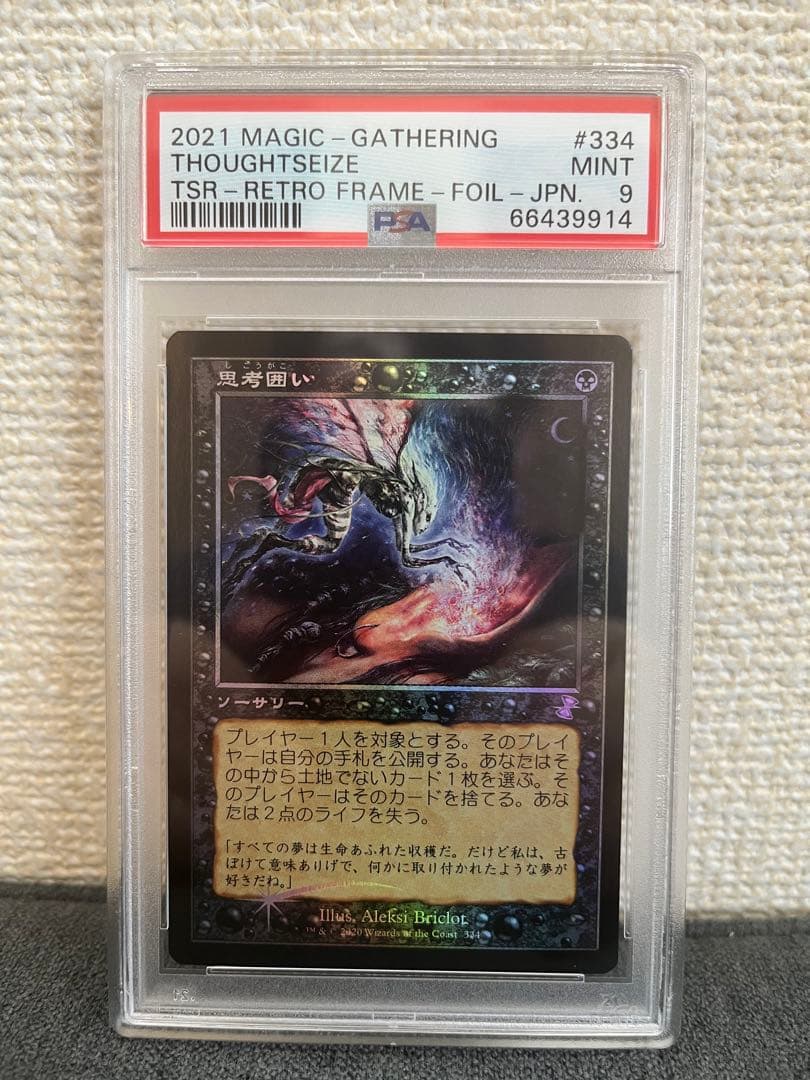 2021 MAGIC-GATHERING #334
THOUGHTSEIZE MINT
TSR-RETRO FRAME-FOIL-JPN. 9
PSA 66439914
しこうがこ
思考囲い
ソーサリー
プレイヤー1人を対象とする。そのプレイ
ヤーは自分の手札を公開する。あなたはそ
の中から土地でないカード1枚を選ぶ。そ
のプレイヤーはそのカードを捨てる。あな
たは2点のライフを失う。
「すべての夢は生命あふれた収穫だ。だけど私は、古
ぼけて意味ありげで、何かに取り付かれたような夢が
好きだね。」
Illus. Aleksi Briclot
™ & © 2020 Wizards of the Coast 334